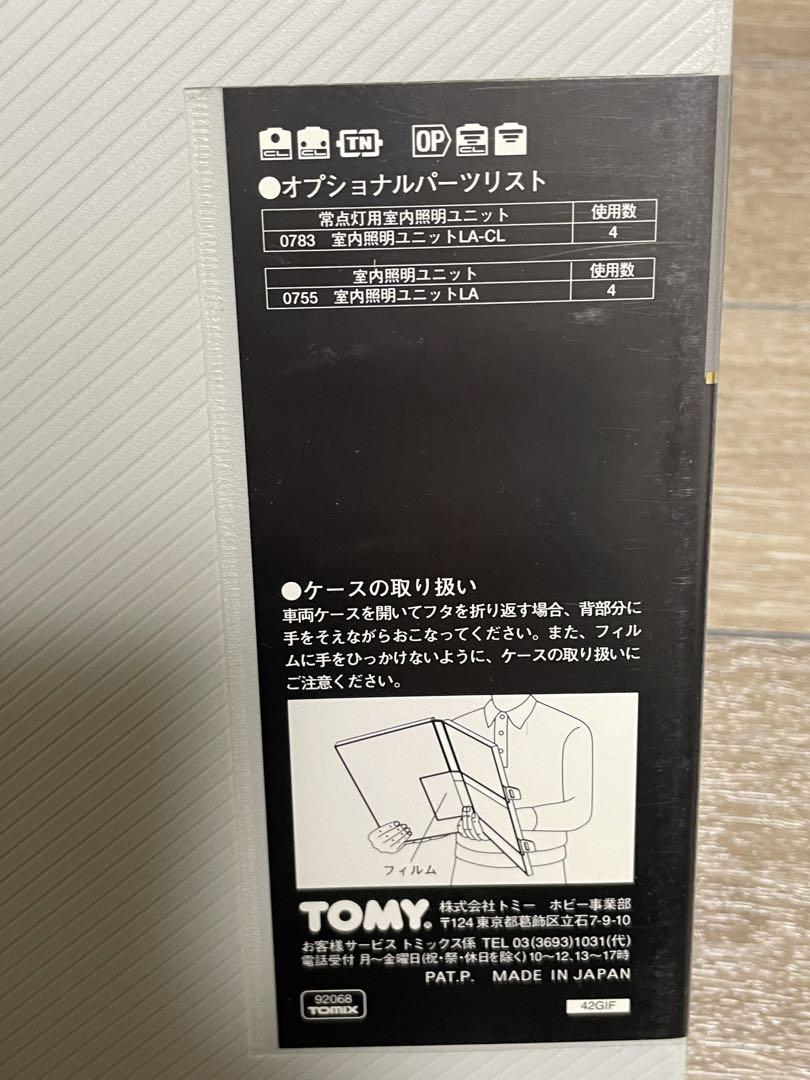 CL CL TN OP CL
●オプショナルパーツリスト
常点灯用室内照明ユニット 使用数
0783 室内照明ユニットLA-CL 4
室内照明ユニット 使用数
0755 室内照明ユニットLA 4
●ケースの取り扱い
車両ケースを開いてフタを折り返す場合、背部分に
手をそえながらおこなってください。また、フィル
ムに手をひっかけないように、ケースの取り扱いに
ご注意ください。
フィルム
TOMY. 株式会社トミー ホビー事業部
〒124 東京都葛飾区立石7-9-10
お客様サービス トミックス係 TEL 03(3693)1031(代)
電話受付 月〜金曜日(祝・祭・休日を除く)10〜12、13〜17時
PAT.P. MADE IN JAPAN
92068
TOMIX
42GIF